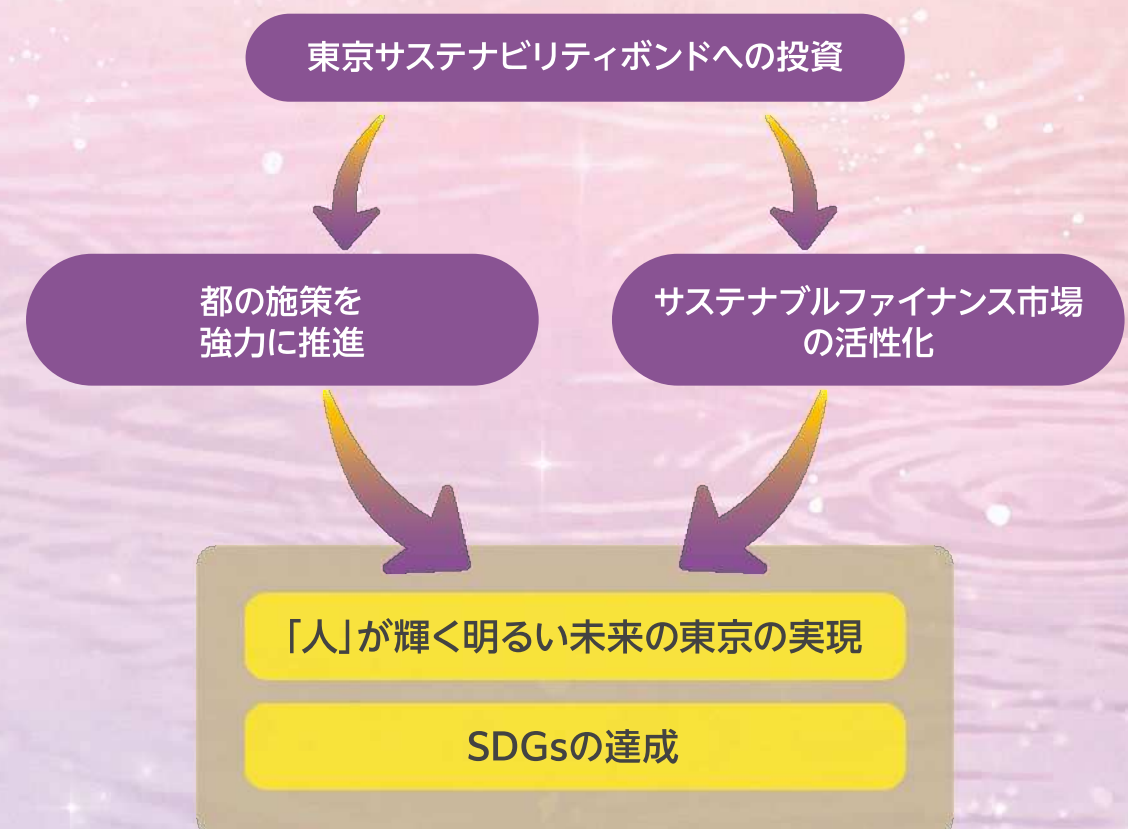 東京サステナビリティボンドへの投資
都の施策を
強力に推進
サステナブルファイナンス市場
の活性化
「人」が輝く明るい未来の東京の実現
SDGsの達成